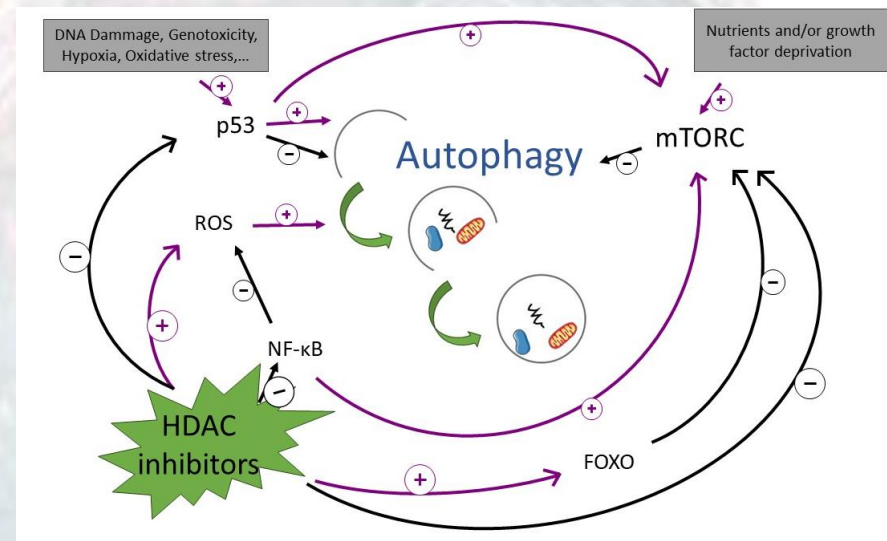 DNA Dammage, Genotoxicity,
Hypoxia, Oxidative stress,...
Nutrients and/or growth
factor deprivation
+
+
+
+
p53
−
mTORC
Autophagy
−
ROS
+
−
−
−
+
NF-κB
−
−
+
HDAC
inhibitors
FOXO
+